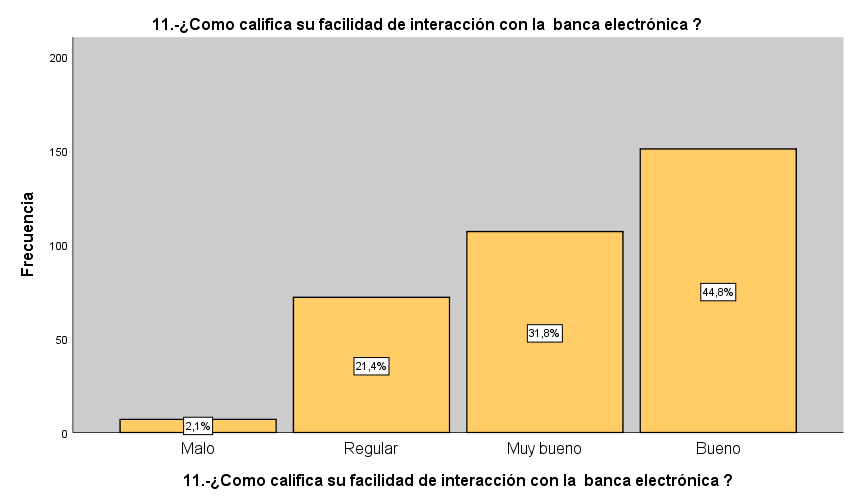 11.-¿Como califica su facilidad de interacción con la banca electrónica ?
200
150
100
50
0
Frecuencia
2,1%
21,4%
31,8%
44,8%
Malo Regular Muy bueno Bueno
11.-¿Como califica su facilidad de interacción con la banca electrónica ?